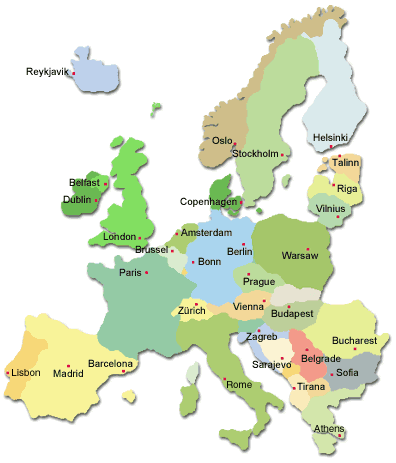 Reykjavik
Oslo
Helsinki
Stockholm
Talinn
Belfast
Riga
Dublin
Copenhagen
Vilnius
London
Amsterdam
Brussel
Berlin
Warsaw
Bonn
Paris
Prague
Zürich
Vienna
Budapest
Zagreb
Bucharest
Barcelona
Sarajevo
Belgrade
Lisbon
Madrid
Sofia
Rome
Tirana
Athens